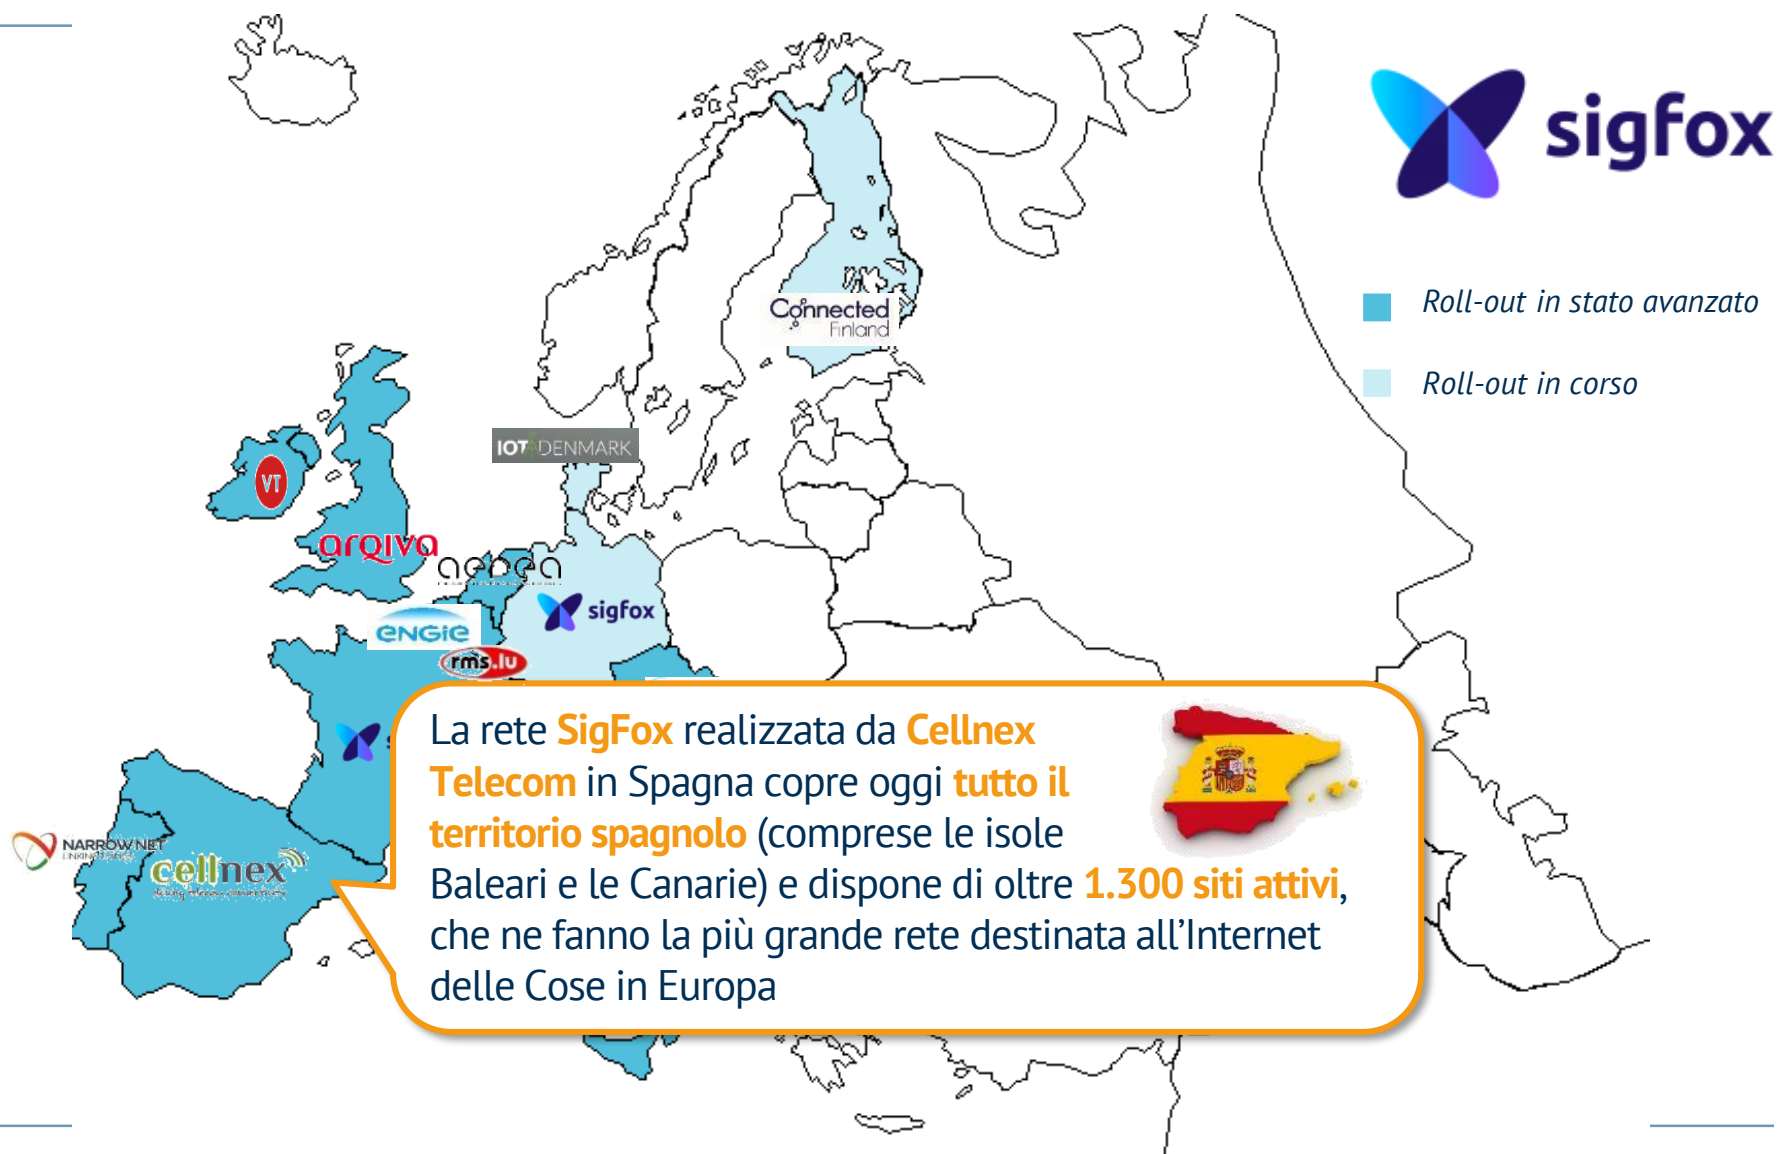 sigfox
Roll-out in stato avanzato
Roll-out in corso
Connected
Finland
IOT DENMARK
VT
arqiva
aerea
sigfox
ENGIE
rms.lu
NARROWNET
cellnex
La rete SigFox realizzata da Cellnex
Telecom in Spagna copre oggi tutto il
territorio spagnolo (comprese le isole
Baleari e le Canarie) e dispone di oltre 1.300 siti attivi,
che ne fanno la più grande rete destinata all’Internet
delle Cose in Europa